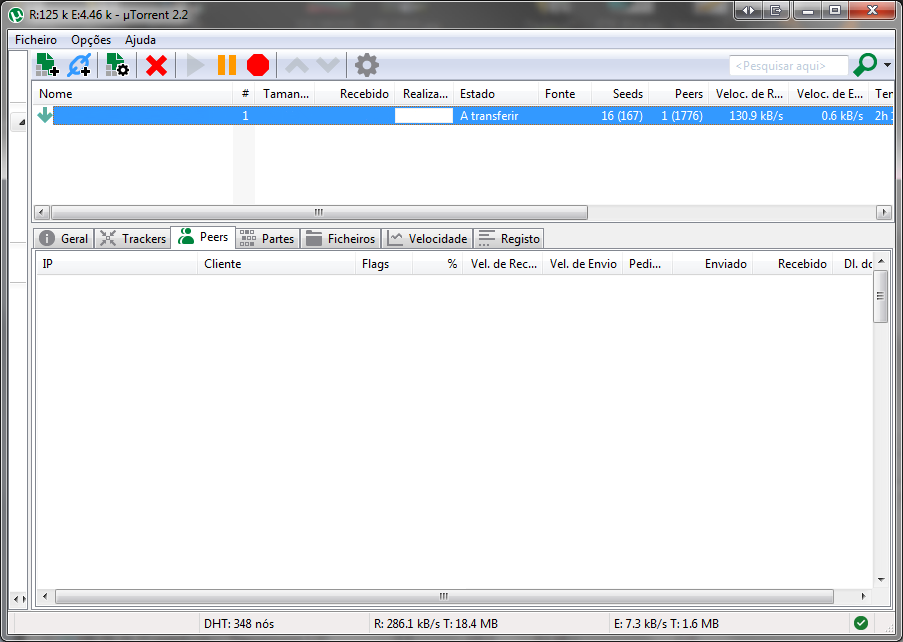 R:125 k E:4.46 k - µTorrent 2.2
Ficheiro Opções Ajuda
<Pesquisar aqui>
Nome # Taman... Recebido Realiza... Estado Fonte Seeds Peers Veloc. de R... Veloc. de E... Ter
1 A transferir 16 (167) 1 (1776) 130.9 kB/s 0.6 kB/s 2h
Geral Trackers Peers Partes Ficheiros Velocidade Registo
IP Cliente Flags % Vel. de Rec... Vel. de Envio Pedi... Enviado Recebido Dl. do
DHT: 348 nós R: 286.1 kB/s T: 18.4 MB E: 7.3 kB/s T: 1.6 MB